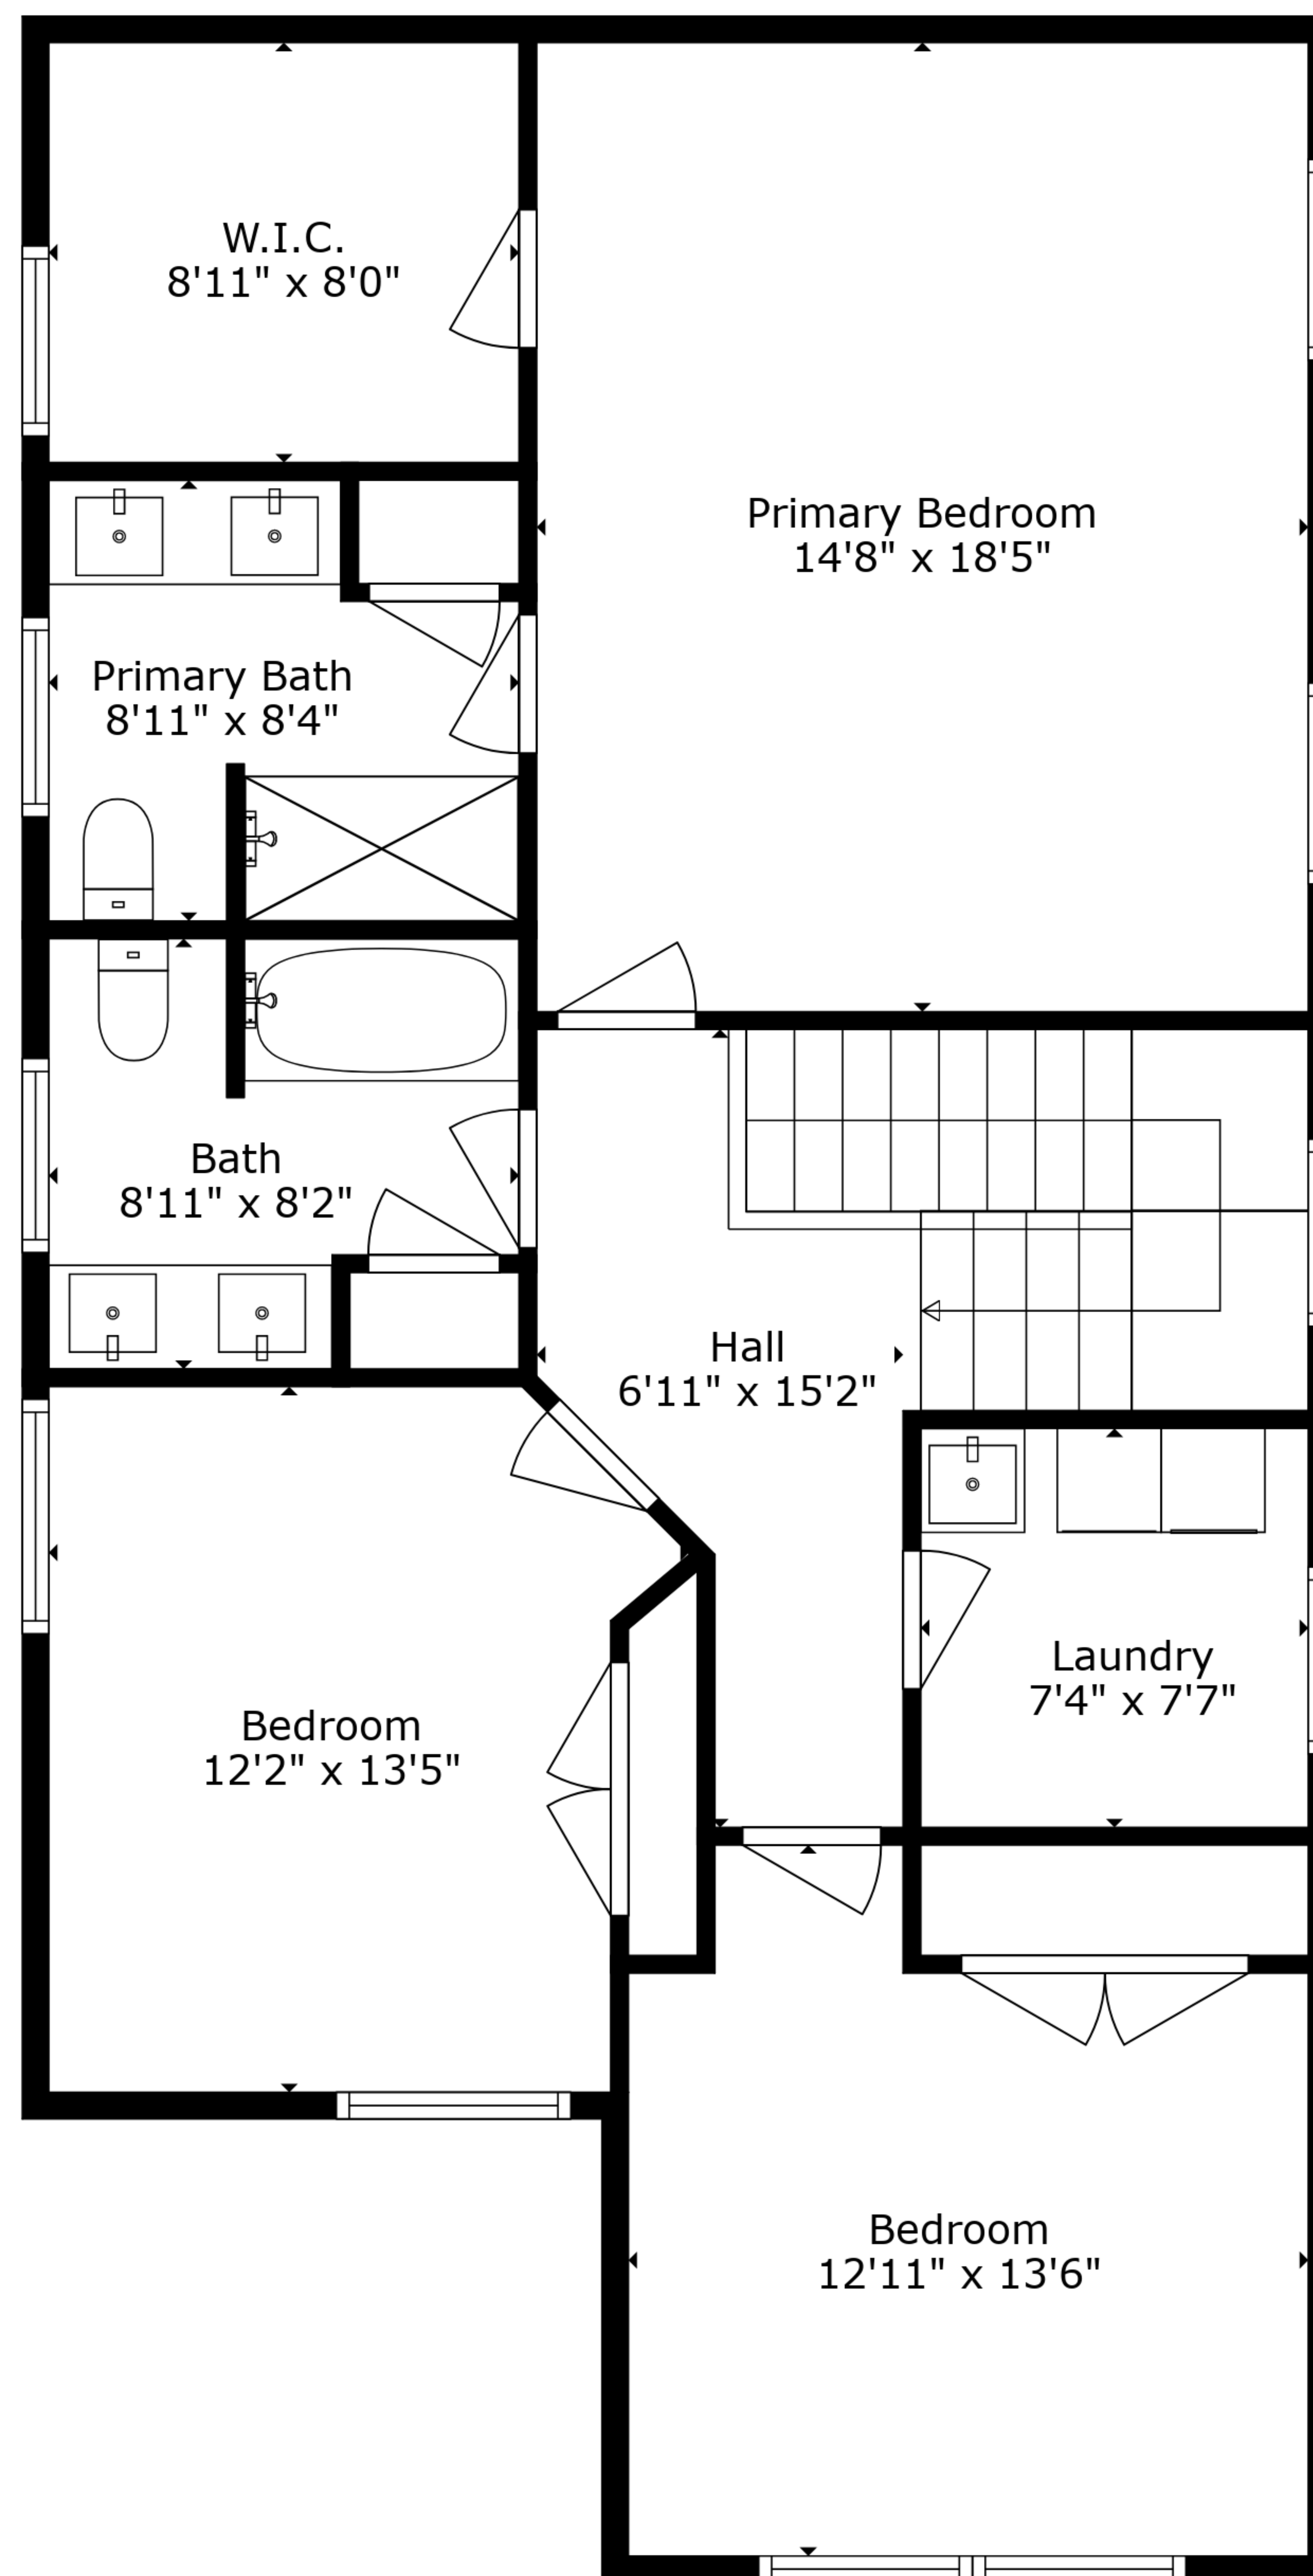 W.I.C.
8'11" x 8'0"
Primary Bedroom
14'8" x 18'5"
Primary Bath
8'11" x 8'4"
Bath
8'11" x 8'2"
Hall
6'11" x 15'2"
Laundry
7'4" x 7'7"
Bedroom
12'2" x 13'5"
Bedroom
12'11" x 13'6"